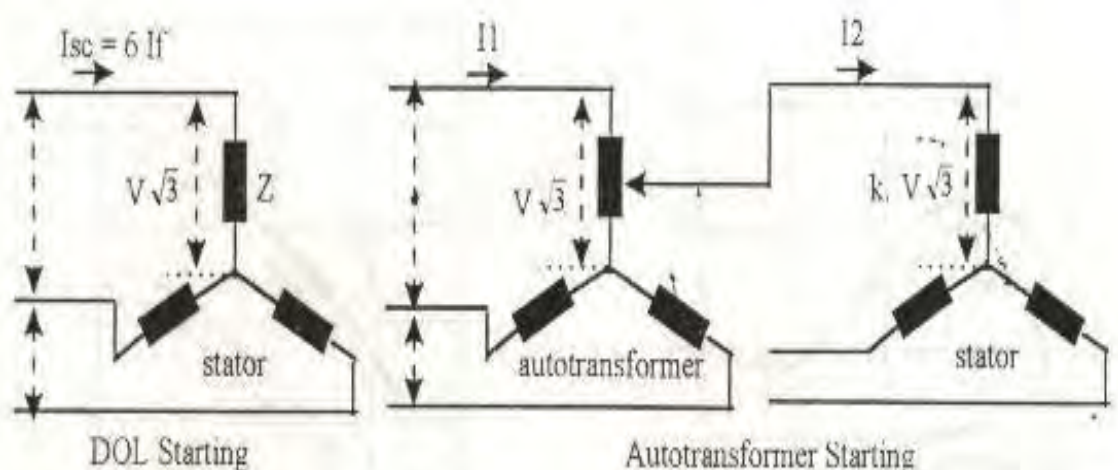 Isc = 6 If
I1
I2
V √3
Z
V √3
k. V √3
stator
autotransformer
stator
DOL Starting
Autotransformer Starting